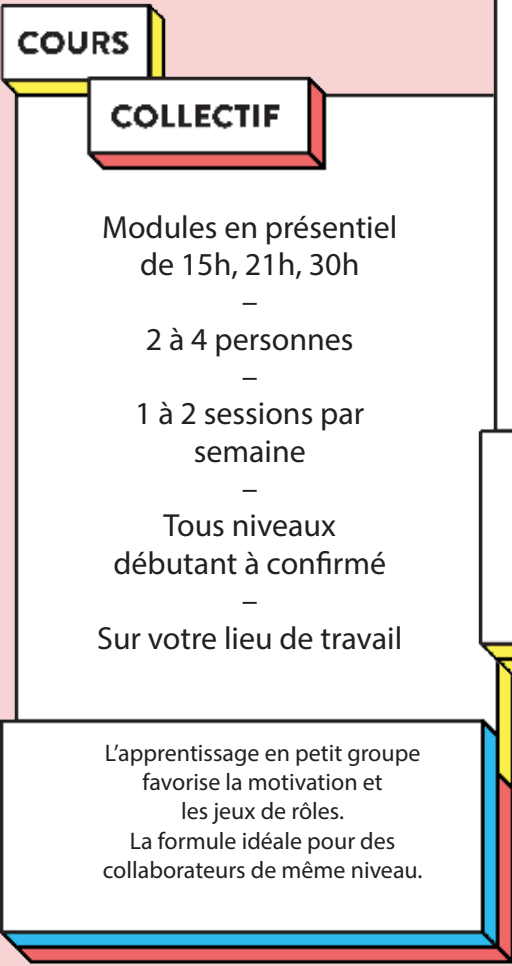 COURS
COLLECTIF
Modules en présentiel
de 15h, 21h, 30h
–
2 à 4 personnes
–
1 à 2 sessions par
semaine
–
Tous niveaux
débutant à confirmé
–
Sur votre lieu de travail
L’apprentissage en petit groupe
favorise la motivation et
les jeux de rôles.
La formule idéale pour des
collaborateurs de même niveau.